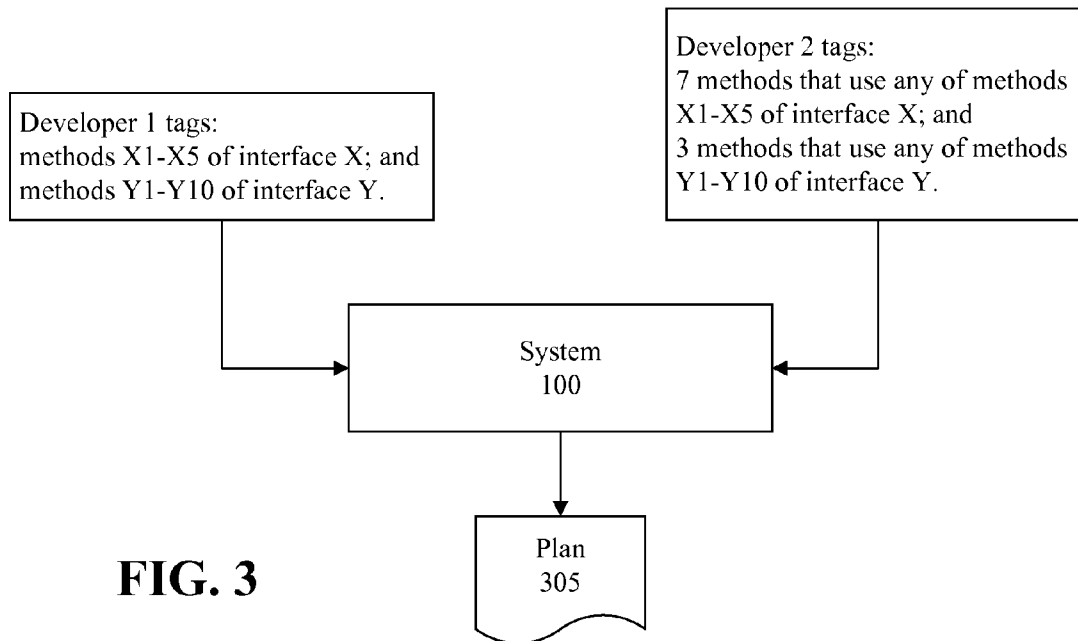 Developer 1 tags:
methods X1-X5 of interface X; and
methods Y1-Y10 of interface Y.
Developer 2 tags:
7 methods that use any of methods
X1-X5 of interface X; and
3 methods that use any of methods
Y1-Y10 of interface Y.
System
100
Plan
305
FIG. 3